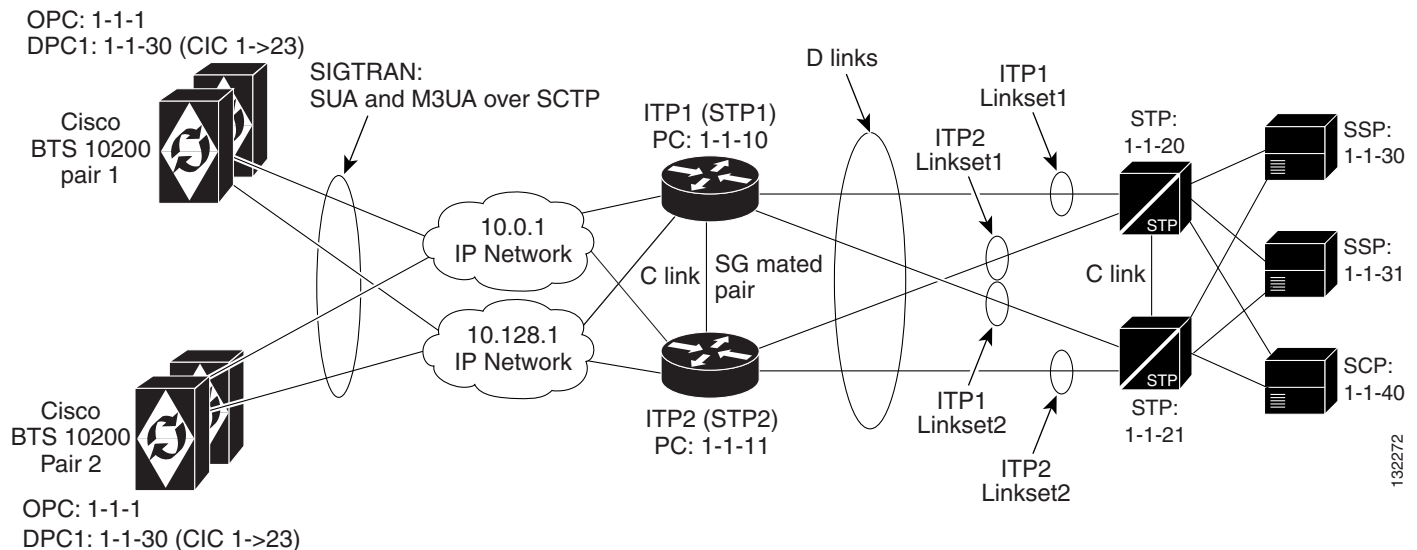 OPC: 1-1-1
DPC1: 1-1-30 (CIC 1->23)
Cisco
BTS 10200
pair 1
SIGTRAN:
SUA and M3UA over SCTP
10.0.1
IP Network
10.128.1
IP Network
Cisco
BTS 10200
Pair 2
OPC: 1-1-1
DPC1: 1-1-30 (CIC 1->23)
ITP1 (STP1)
PC: 1-1-10
C link
SG mated
pair
ITP2 (STP2)
PC: 1-1-11
D links
ITP2
Linkset1
ITP1
Linkset1
ITP1
Linkset2
ITP2
Linkset2
STP:
1-1-20
STP
C link
STP
STP:
1-1-21
SSP:
1-1-30
SSP:
1-1-31
SCP:
1-1-40
132272